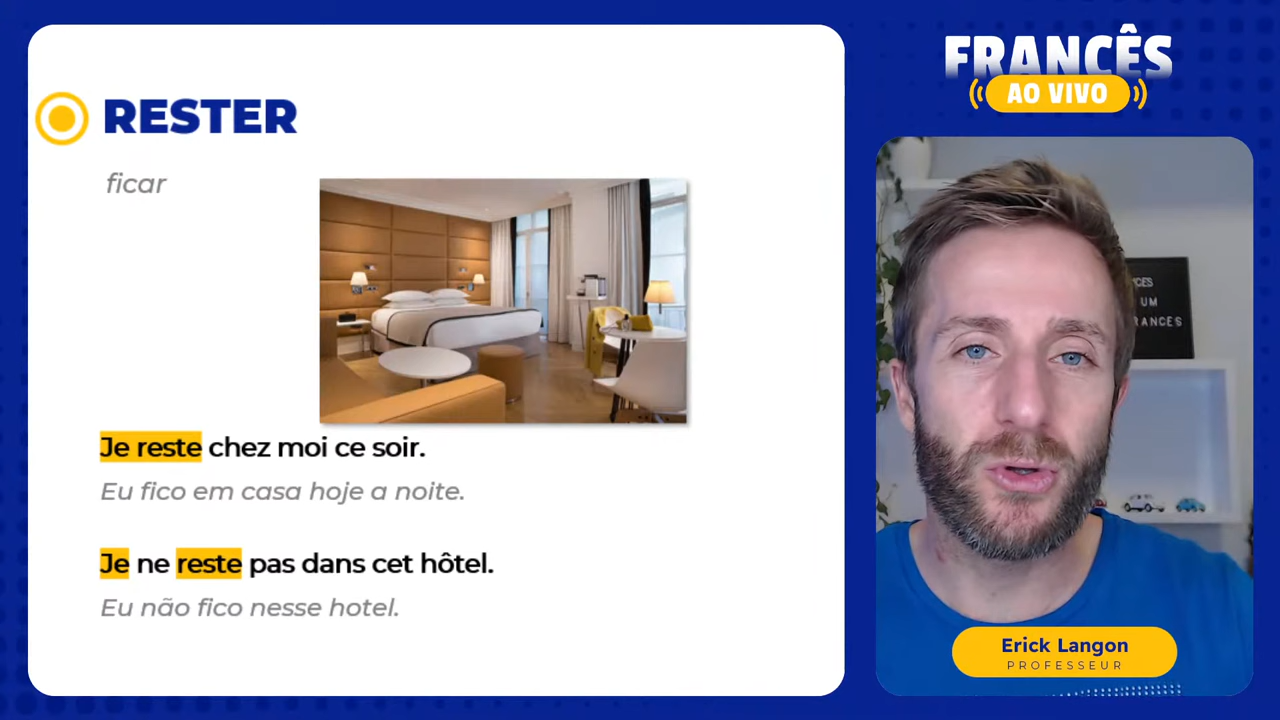 RESTER
ficar
Je reste chez moi ce soir.
Eu fico em casa hoje a noite.
Je ne reste pas dans cet hôtel.
Eu não fico nesse hotel.
FRANCÊS
AO VIVO
UM
Erick Langon
PROFESSEUR